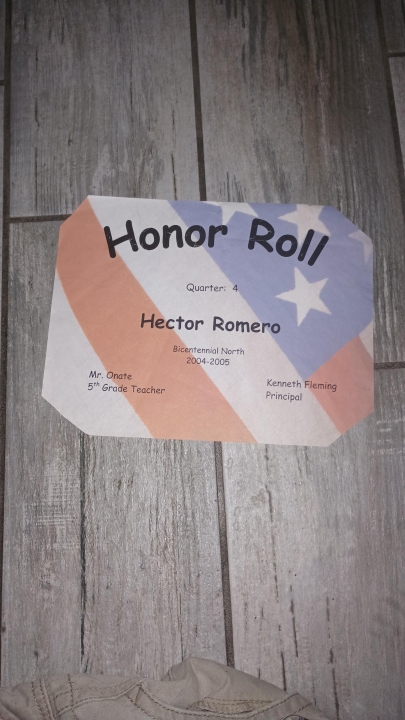 Honor Roll
Quarter: 4
Hector Romero
Bicentennial North
2004-2005
Mr. Onate
5th Grade Teacher
Kenneth Fleming
Principal